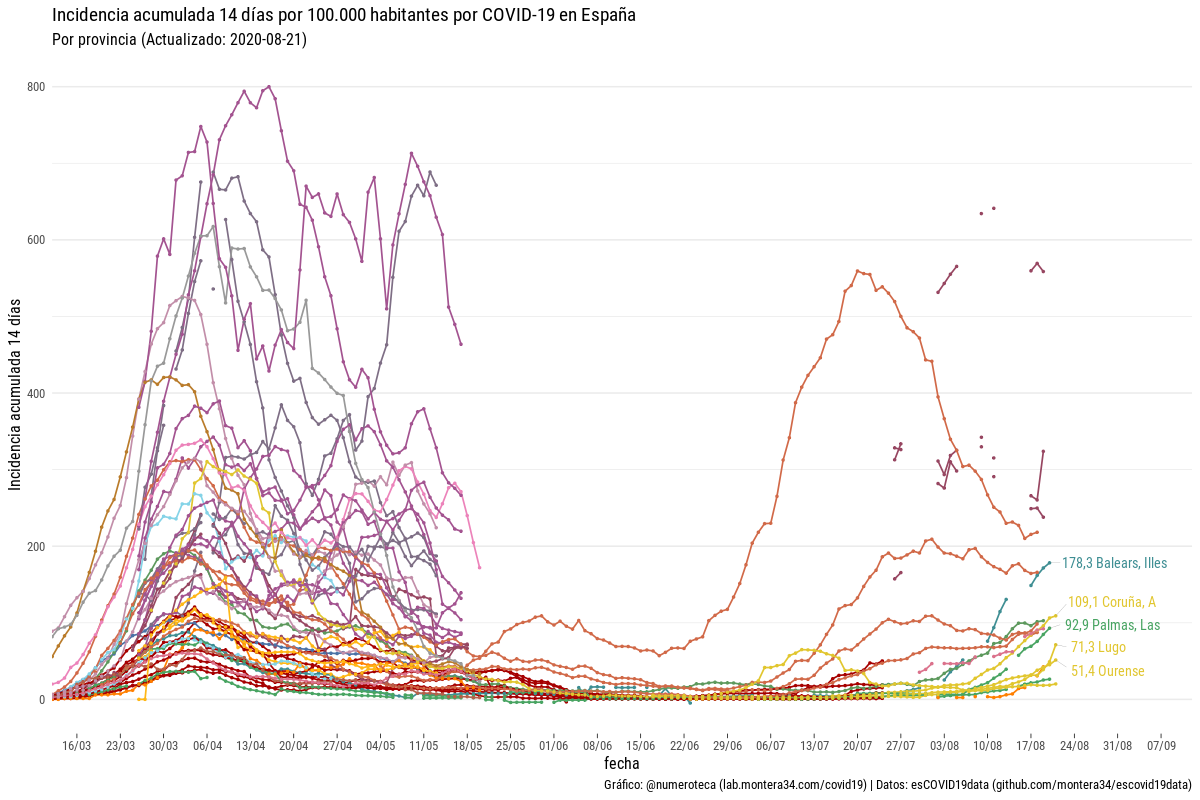 Incidencia acumulada 14 días por 100.000 habitantes por COVID-19 en España
Por provincia (Actualizado: 2020-08-21)
Incidencia acumulada 14 días
800
600
400
200
0
178,3 Balears, Illes
109,1 Coruña, A
92,9 Palmas, Las
71,3 Lugo
51,4 Ourense
16/03 23/03 30/03 06/04 13/04 20/04 27/04 04/05 11/05 18/05 25/05 01/06 08/06 15/06 22/06 29/06 06/07 13/07 20/07 27/07 03/08 10/08 17/08 24/08 31/08 07/09
fecha
Gráfico: @numeroteca (lab.montera34.com/covid19) | Datos: esCOVID19data (github.com/montera34/escovid19data)